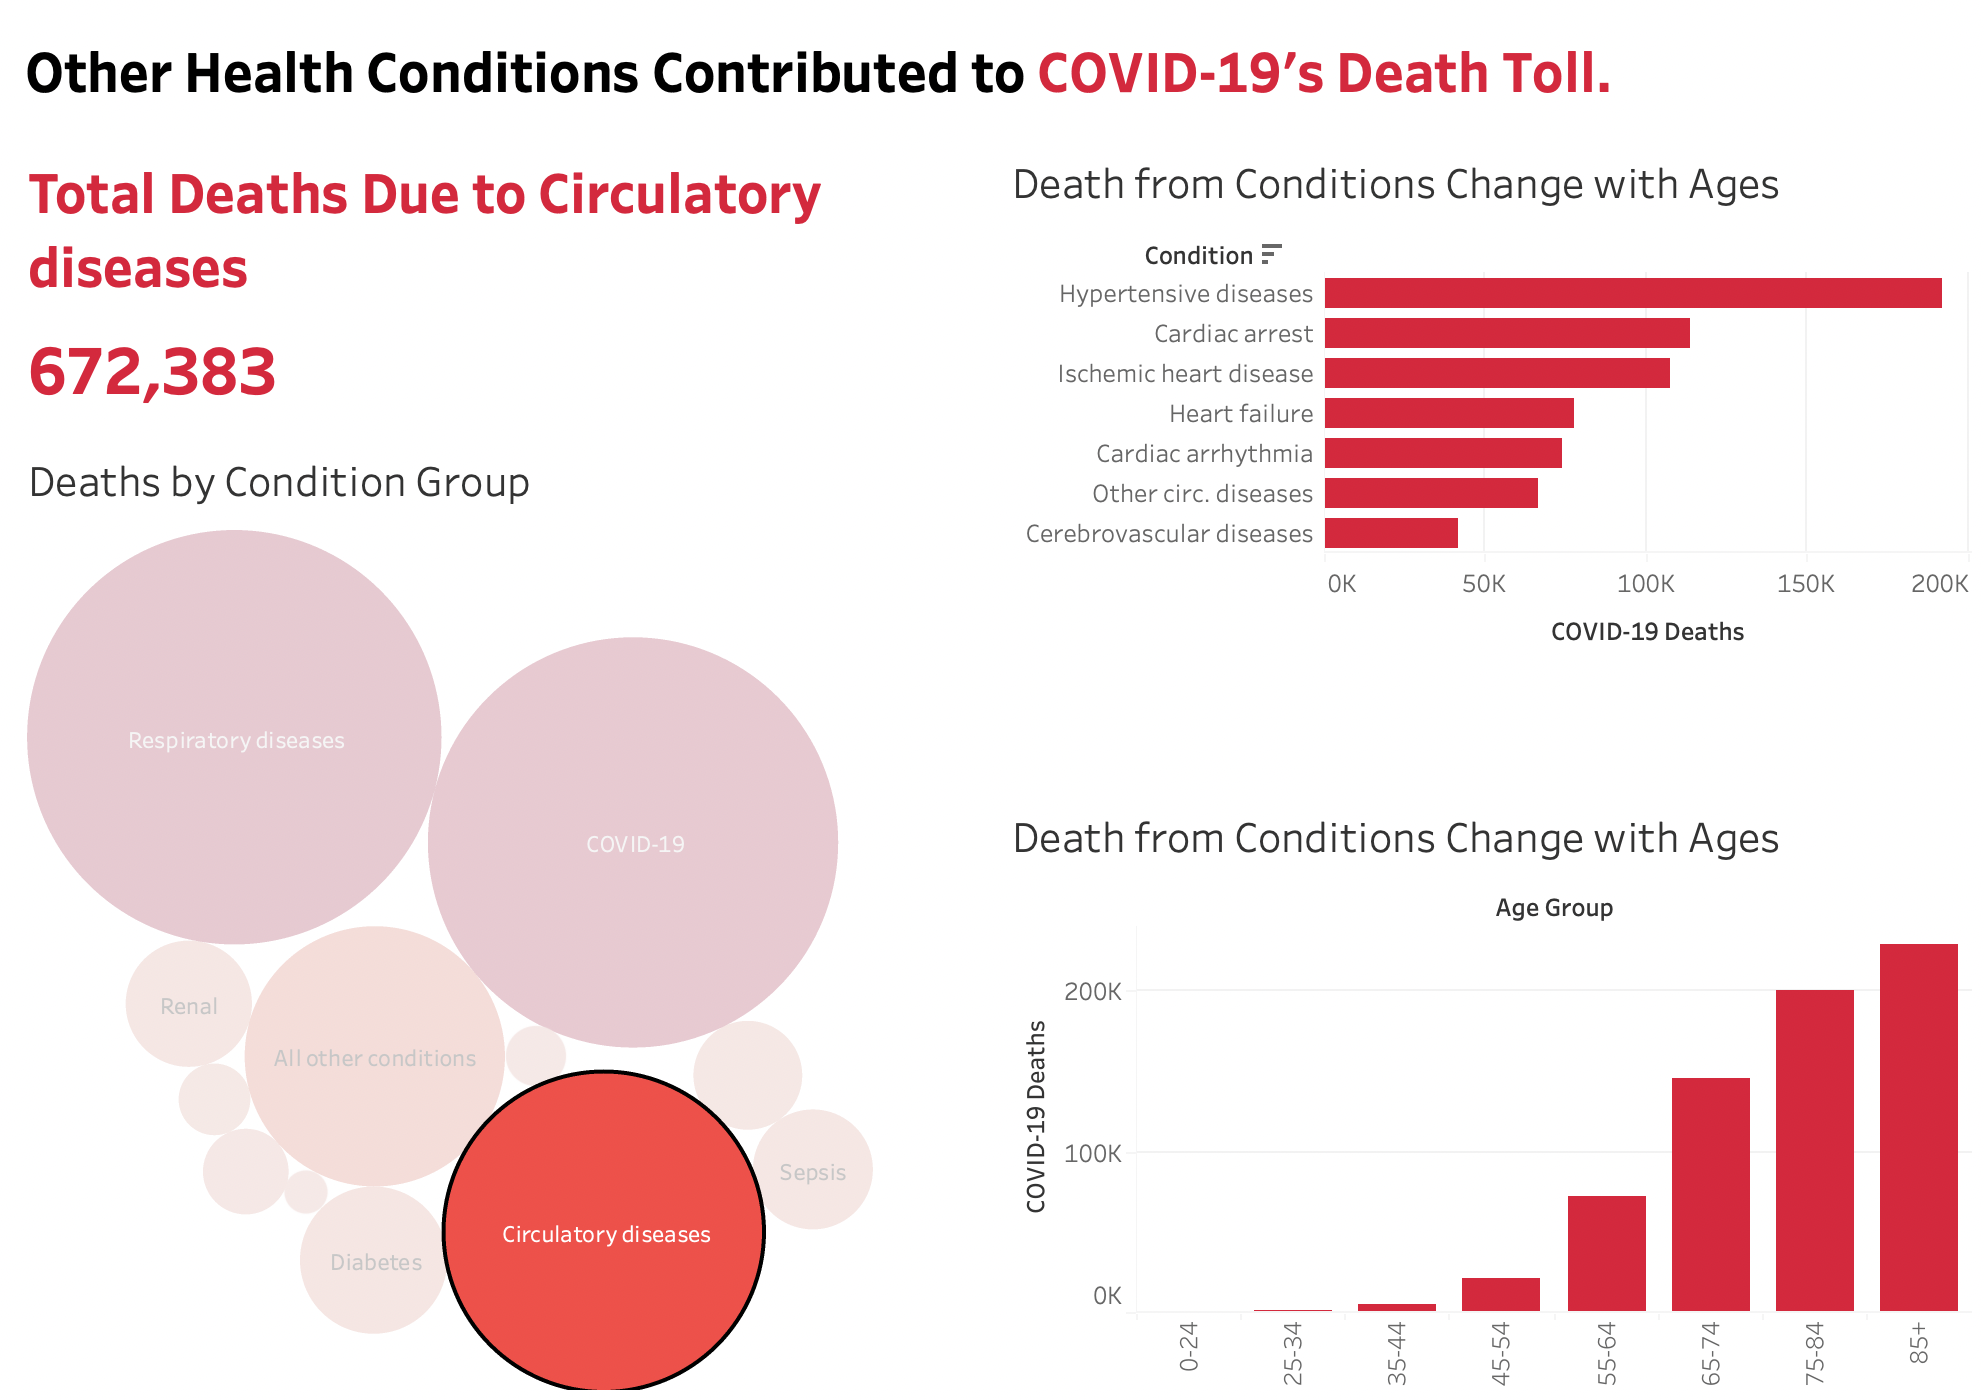 Other Health Conditions Contributed to COVID-19’s Death Toll.
Total Deaths Due to Circulatory
diseases
672,383
Deaths by Condition Group
Respiratory diseases
COVID-19
Renal
All other conditions
Sepsis
Circulatory diseases
Diabetes
Death from Conditions Change with Ages
Condition
Hypertensive diseases
Cardiac arrest
Ischemic heart disease
Heart failure
Cardiac arrhythmia
Other circ. diseases
Cerebrovascular diseases
0K 50K 100K 150K 200K
COVID-19 Deaths
Death from Conditions Change with Ages
Age Group
COVID-19 Deaths
200K
100K
0K
0-24 25-34 35-44 45-54 55-64 65-74 75-84 85+